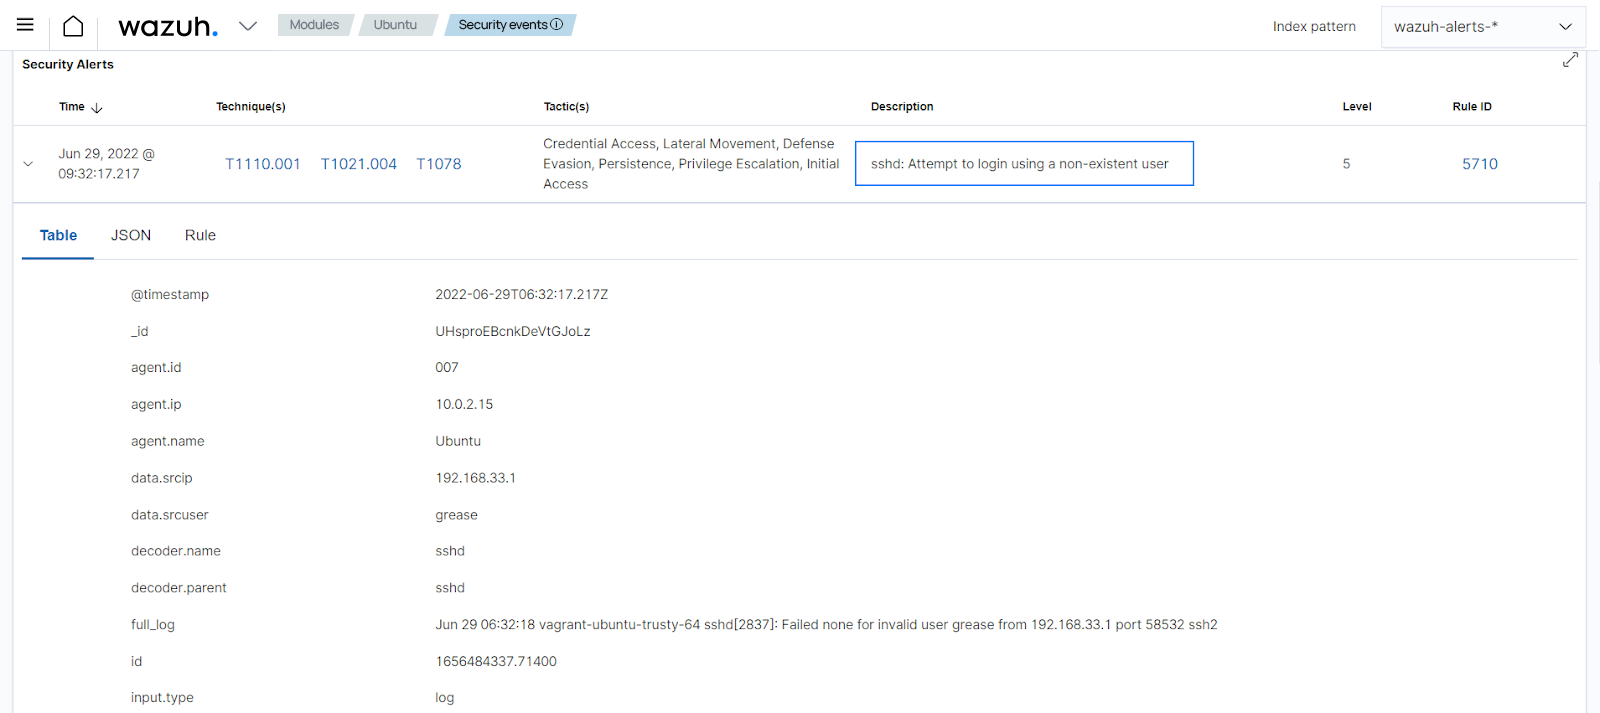 wazuh. Modules Ubuntu Security events Index pattern wazuh-alerts-*
Security Alerts
Time Technique(s) Tactic(s) Description Level Rule ID
Jun 29, 2022 @
09:32:17.217
T1110.001 T1021.004 T1078
Credential Access, Lateral Movement, Defense
Evasion, Persistence, Privilege Escalation, Initial
Access
sshd: Attempt to login using a non-existent user
5
5710
Table JSON Rule
@timestamp 2022-06-29T06:32:17.217Z
_id UHsproEBcnkDeVtGJoLz
agent.id 007
agent.ip 10.0.2.15
agent.name Ubuntu
data.srcip 192.168.33.1
data.srcuser grease
decoder.name sshd
decoder.parent sshd
full_log Jun 29 06:32:18 vagrant-ubuntu-trusty-64 sshd[2837]: Failed none for invalid user grease from 192.168.33.1 port 58532 ssh2
id 1656484337.71400
input.type log